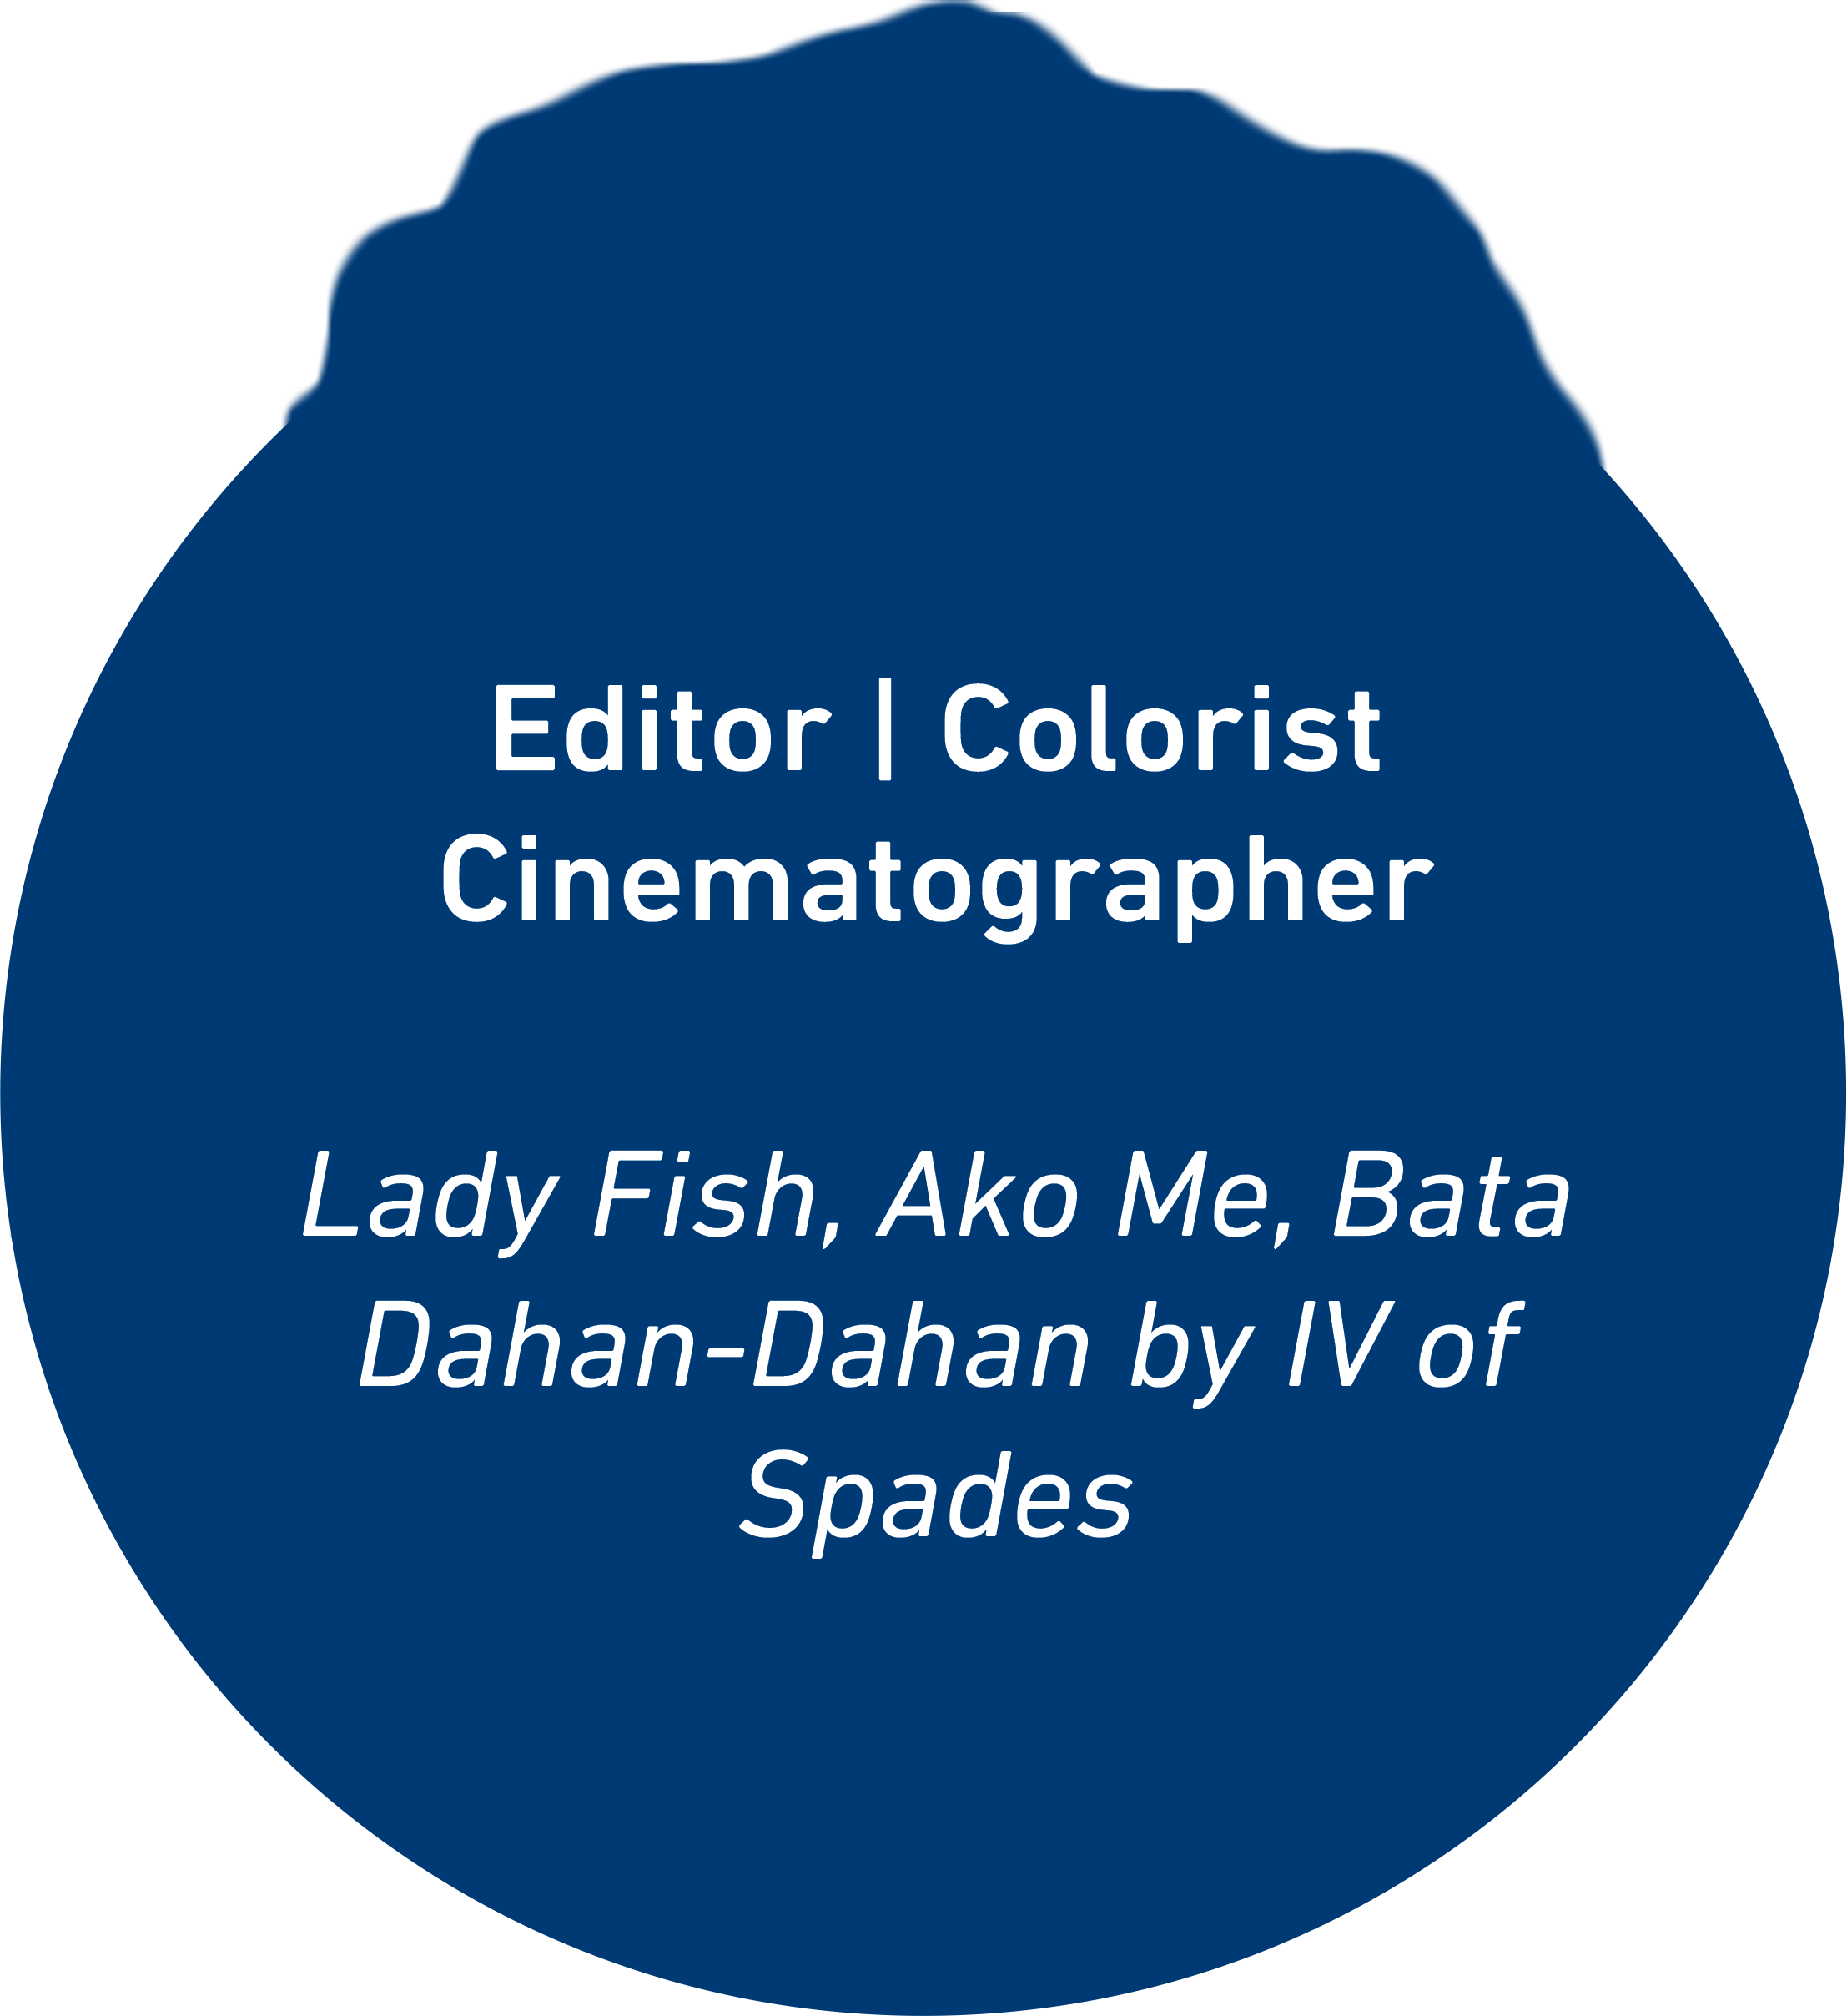 Editor | Colorist
Cinematographer
Lady Fish, Ako Me, Bata
Dahan-Dahan by IV of
Spades